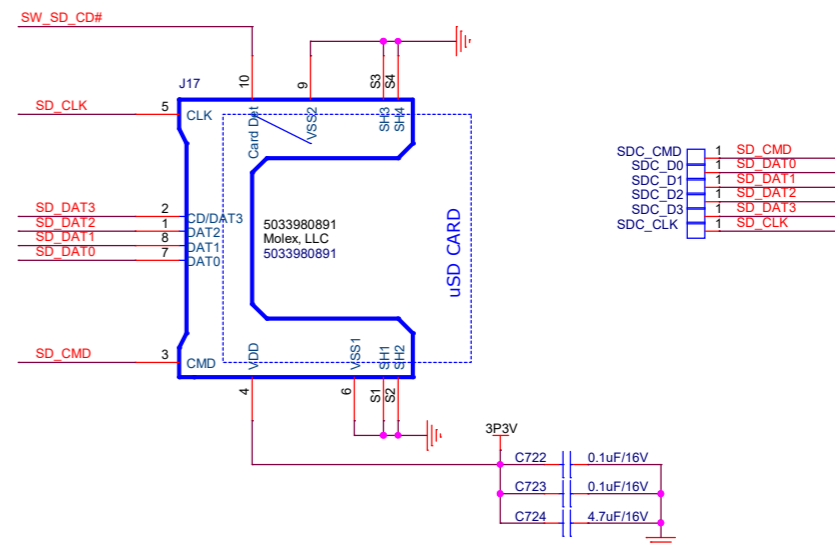 SW_SD_CD#
J17
10
9
S3
S4
SD_CLK
5
CLK
Card Det
VSS2
SH3
SH4
SDC_CMD
1
SD_CMD
SDC_D0
1
SD_DAT0
SDC_D1
1
SD_DAT1
SDC_D2
1
SD_DAT2
SDC_D3
1
SD_DAT3
SDC_CLK
1
SD_CLK
SD_DAT3
2
CD/DAT3
SD_DAT2
1
DAT2
SD_DAT1
8
DAT1
SD_DAT0
7
DAT0
5033980891
Molex, LLC
5033980891
uSD CARD
SD_CMD
3
CMD
VDD
VSS1
SH1
SH2
4
6
S1
S2
3P3V
C722
0.1uF/16V
C723
0.1uF/16V
C724
4.7uF/16V